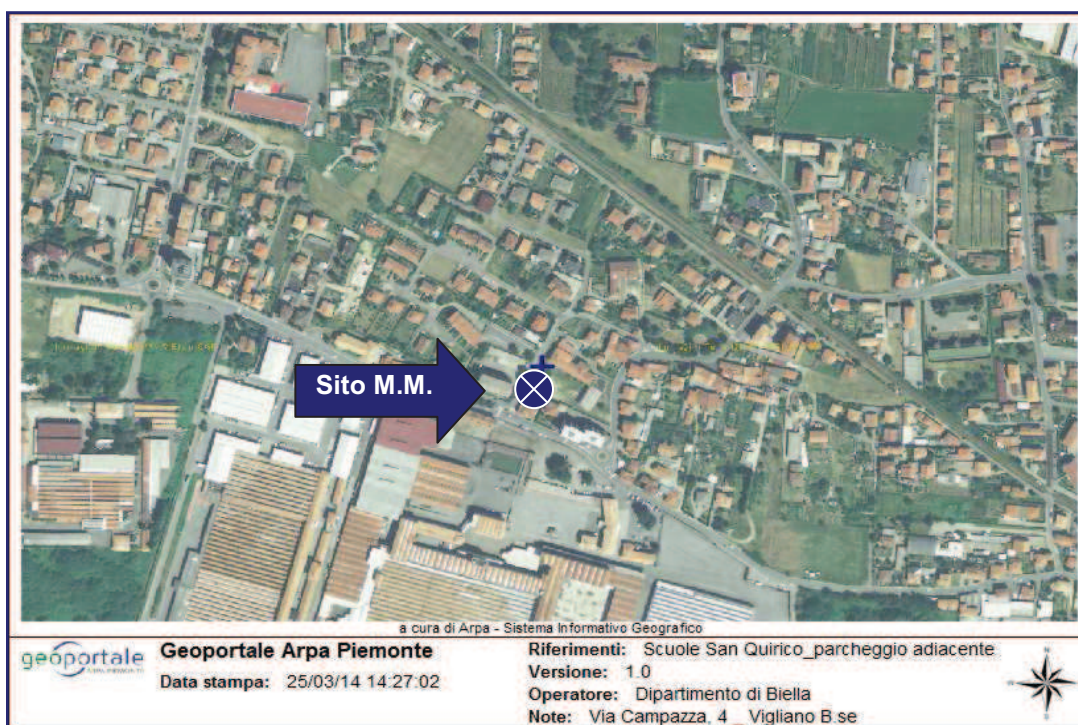 Sito M.M.
a cura di Arpa - Sistema Informativo Geografico
geoportale
Geoportale Arpa Piemonte
Data stampa: 25/03/14 14:27:02
Riferimenti: Scuole San Quirico_parcheggio adiacente
Versione: 1.0
Operatore: Dipartimento di Biella
Note: Via Campazza, 4 _ Vigliano B.se